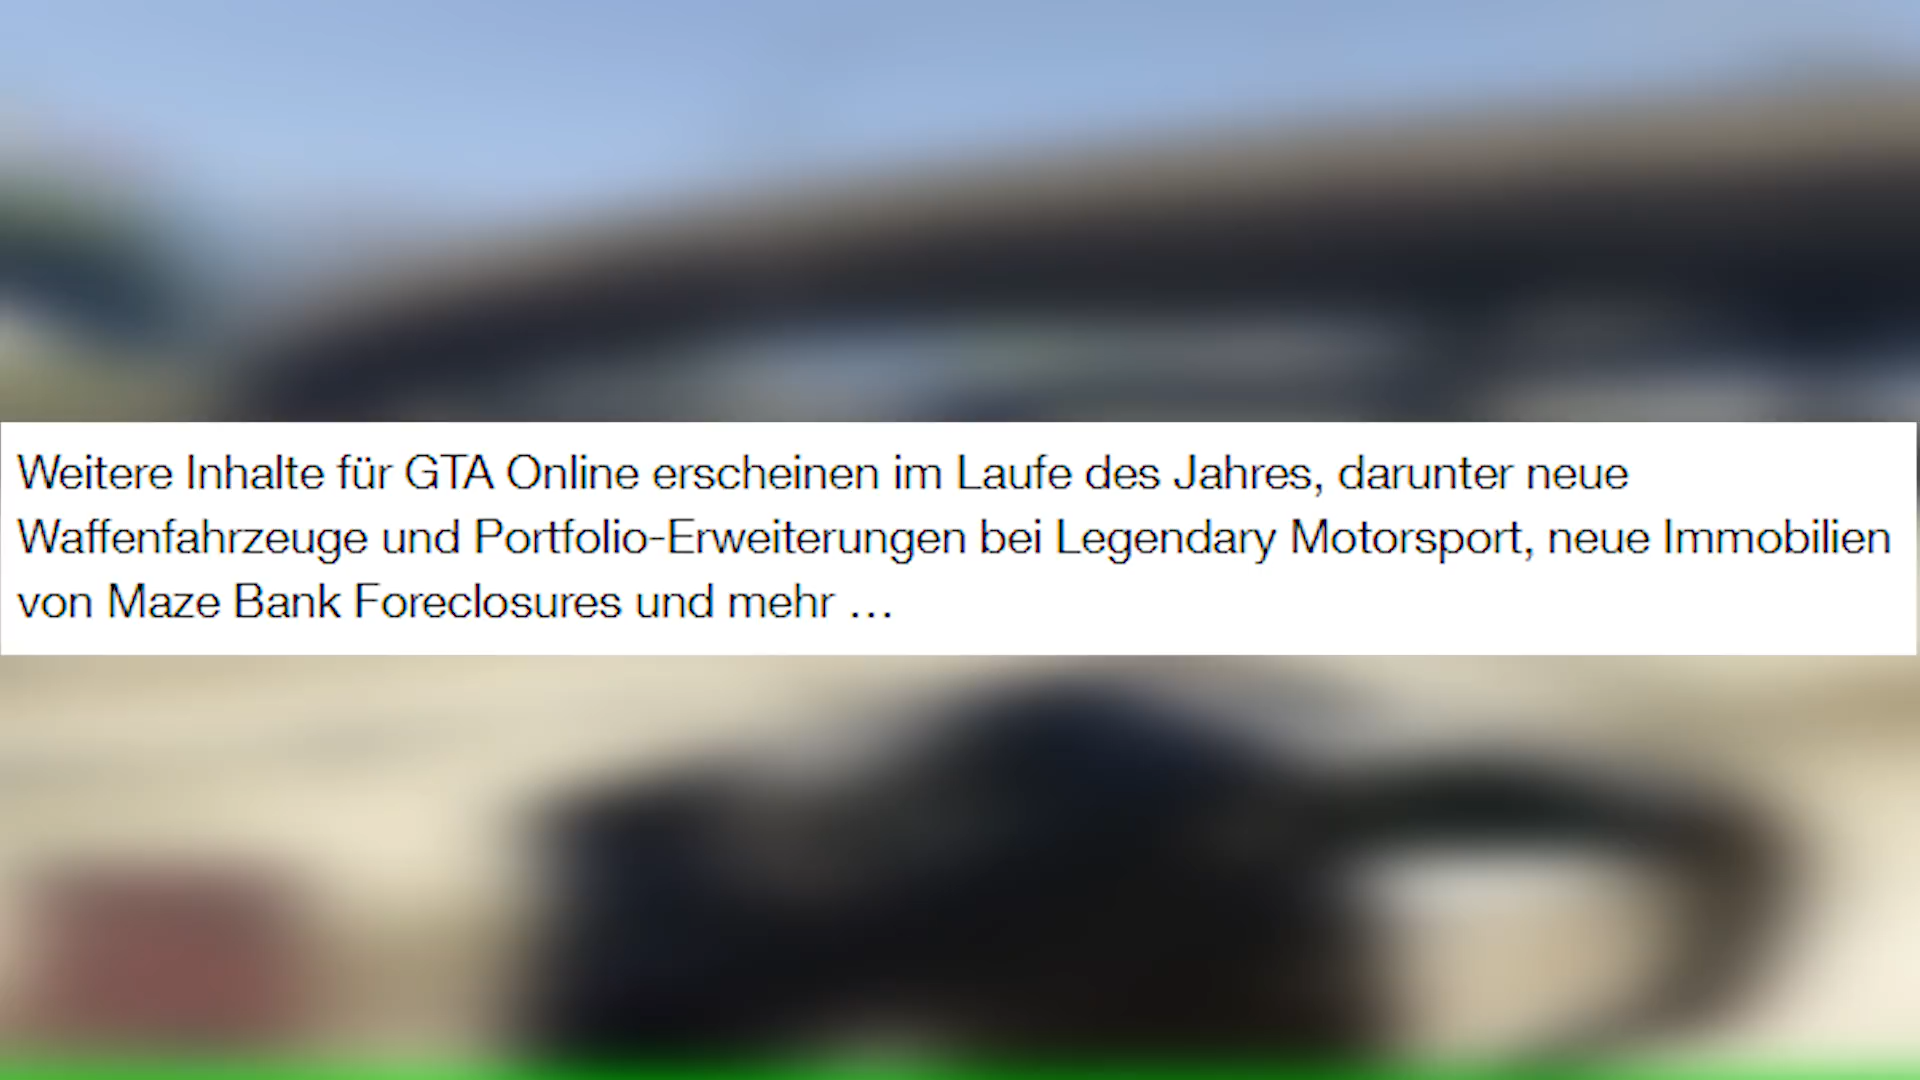 Weitere Inhalte für GTA Online erscheinen im Laufe des Jahres, darunter neue
Waffenfahrzeuge und Portfolio-Erweiterungen bei Legendary Motorsport, neue Immobilien
von Maze Bank Foreclosures und mehr …